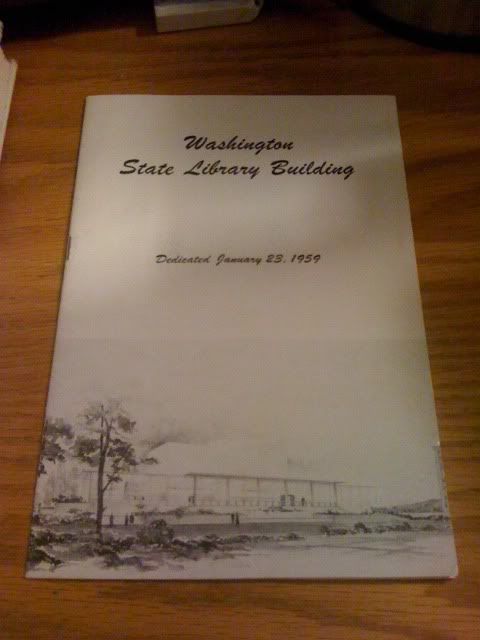 Washington
State Library Building
Dedicated January 23, 1959